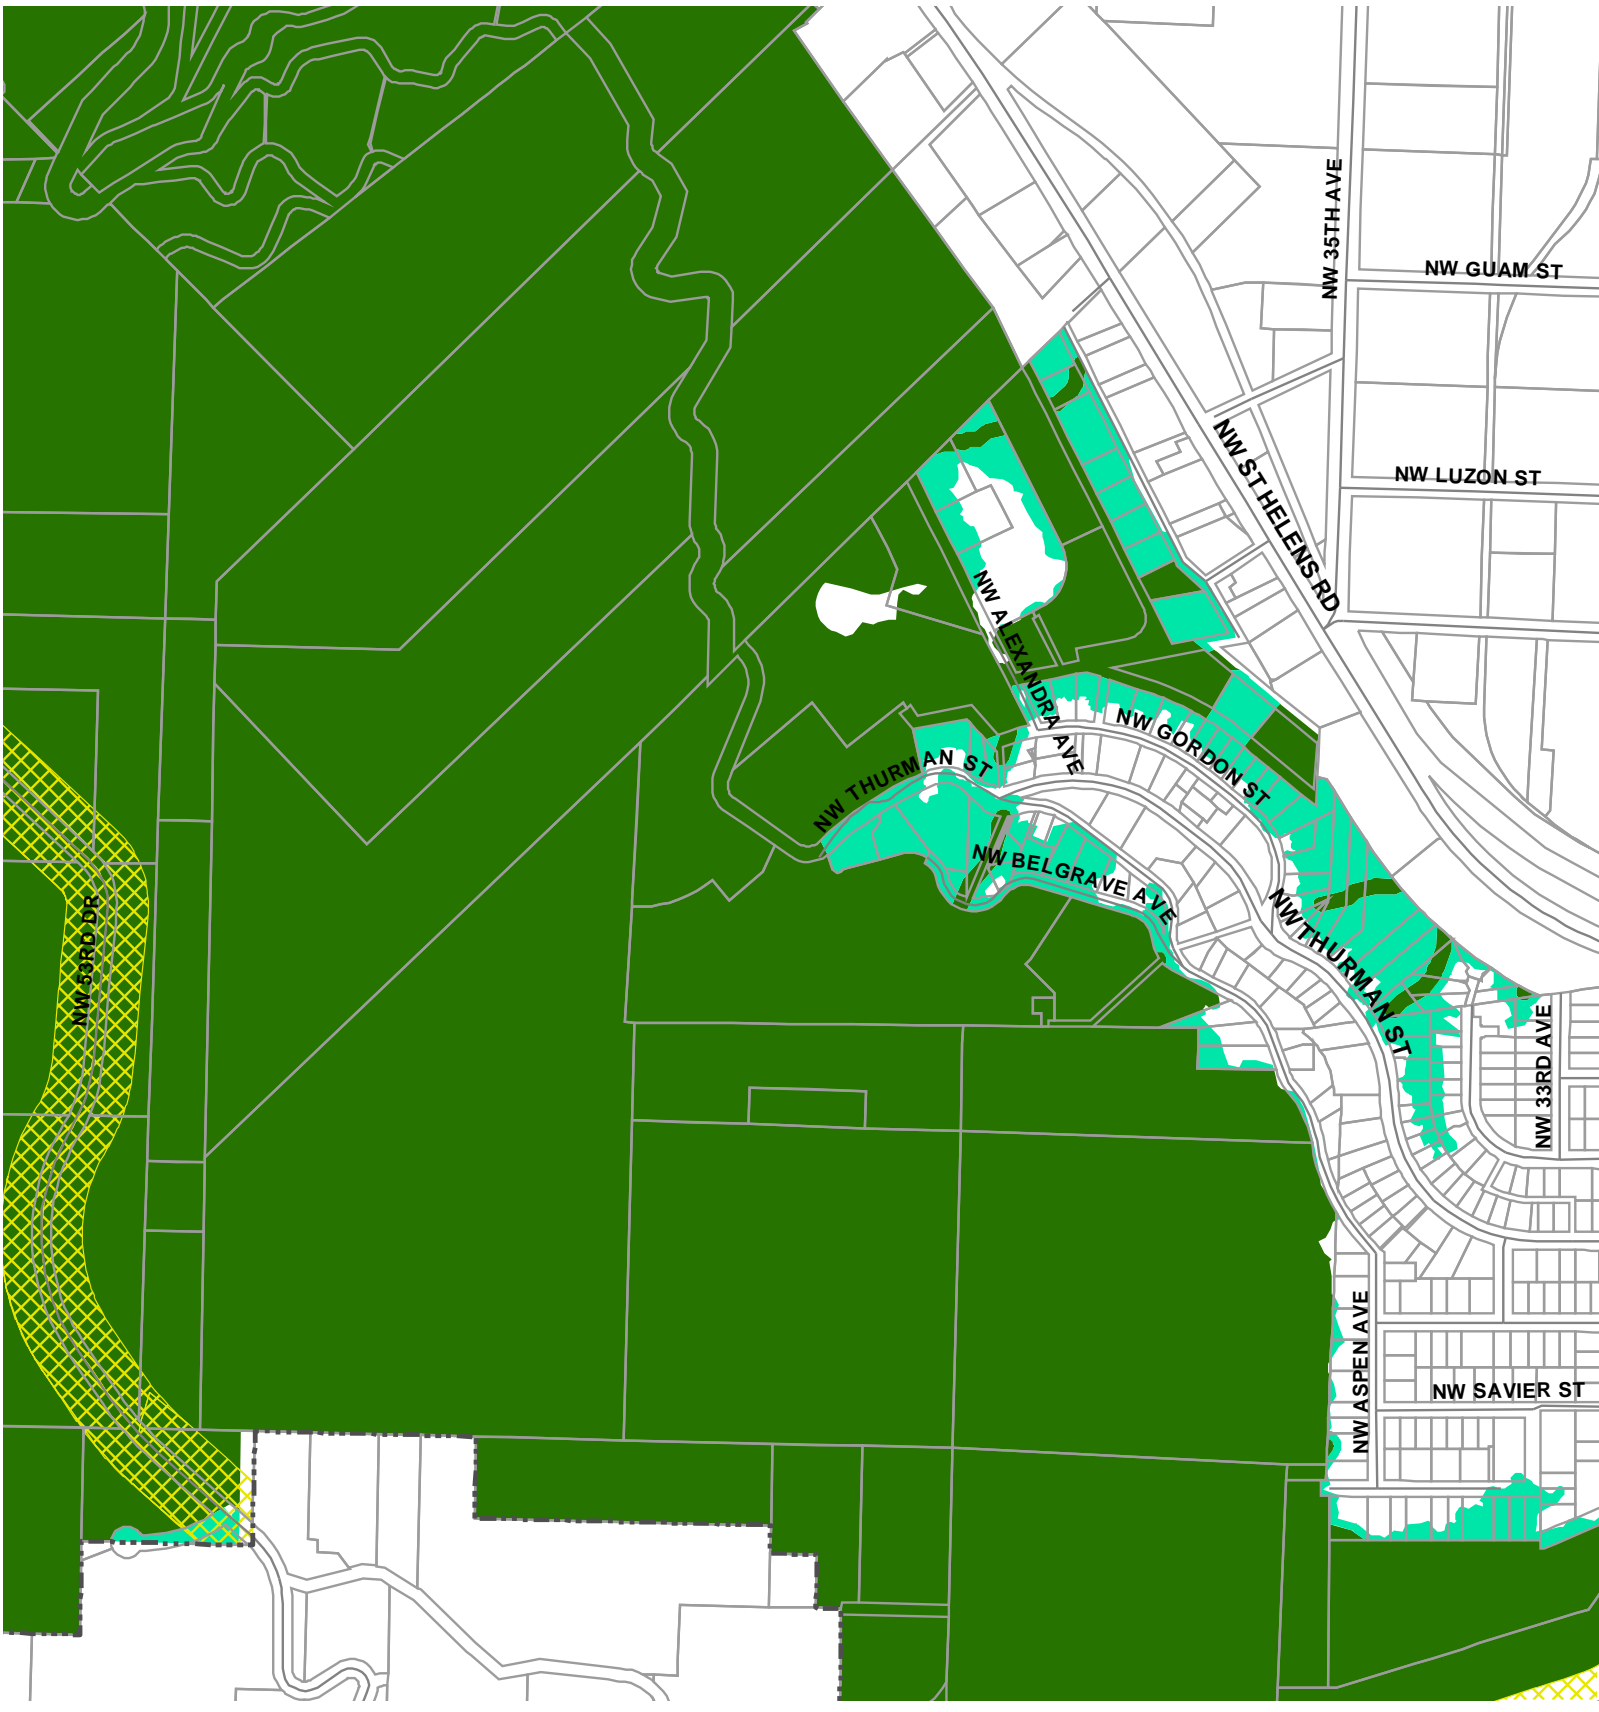 NW 35TH AVE
NW GUAM ST
NW ST HELENS RD
NW LUZON ST
NW ALEXANDRA AVE
NW GORDON ST
NW THURMAN ST
NW BELGRAVE AVE
NW 53RD DR
NW THURMAN ST
NW 33RD AVE
NW ASPEN AVE
NW SAVIER ST